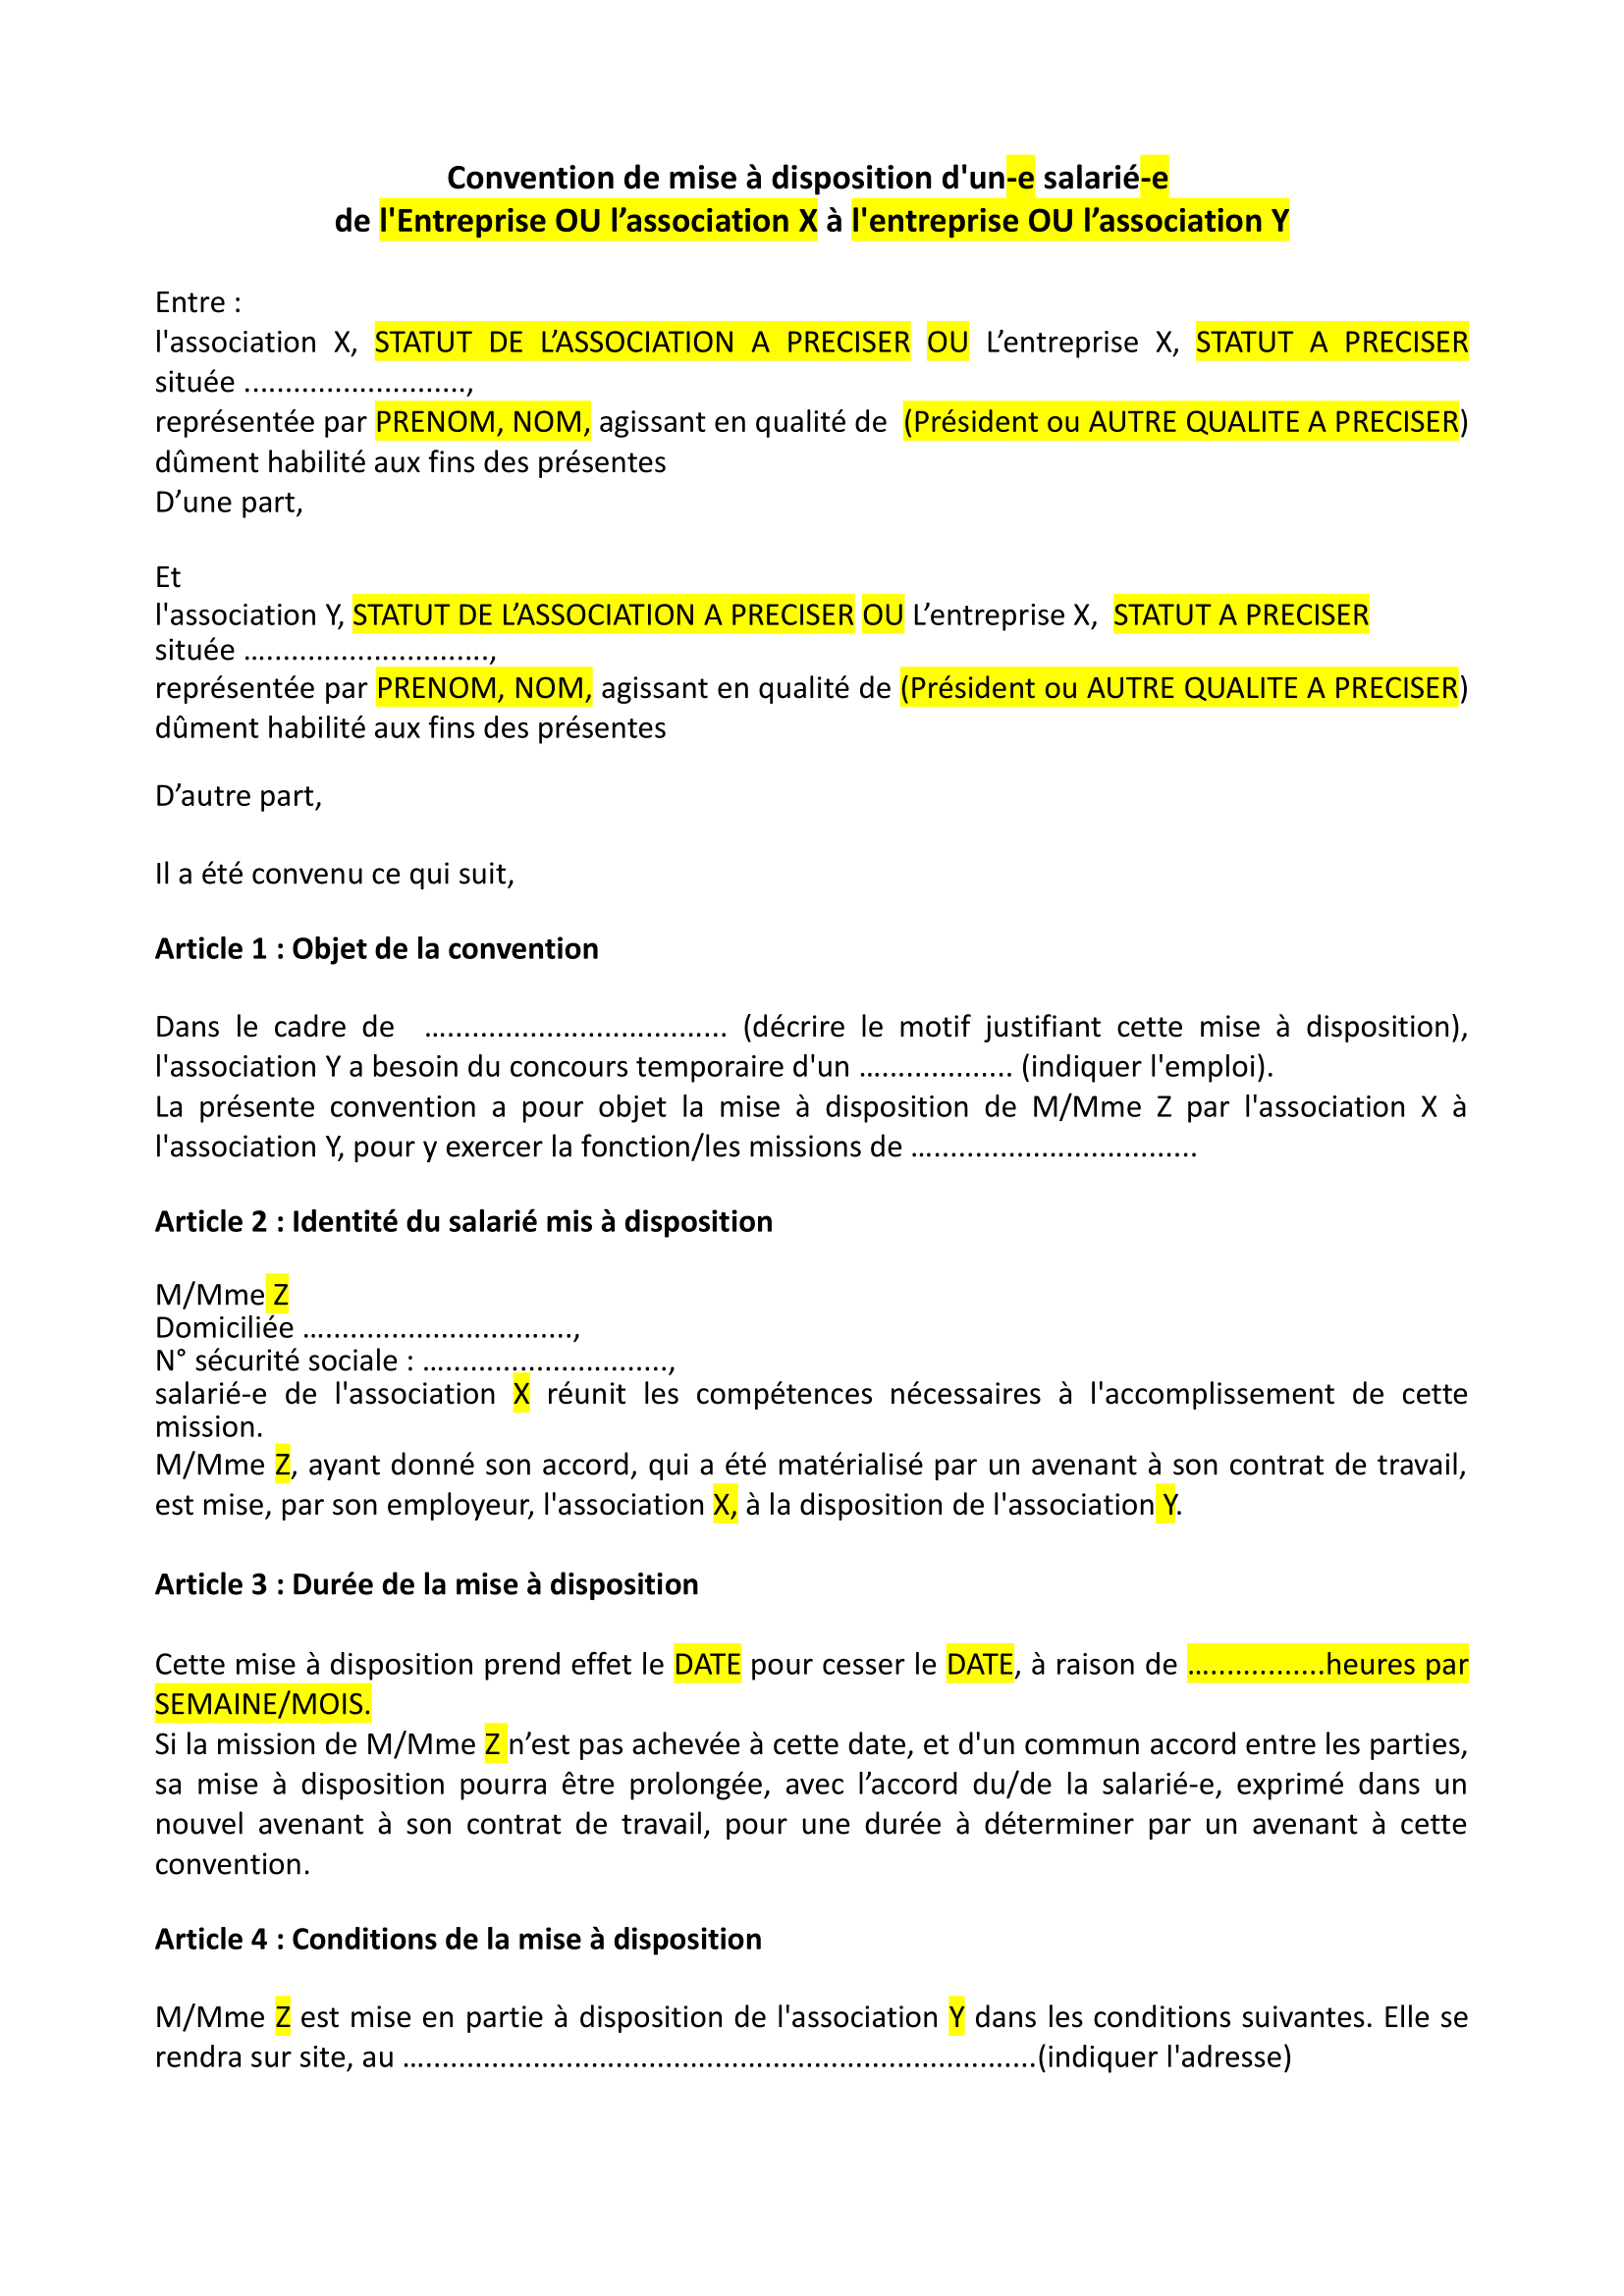 Convention de mise à disposition d'un-e salarié-e
de l'Entreprise OU l’association X à l'entreprise OU l’association Y
Entre :
l'association X, STATUT DE L’ASSOCIATION A PRECISER OU L’entreprise X, STATUT A PRECISER
située ............................,
représentée par PRENOM, NOM, agissant en qualité de (Président ou AUTRE QUALITE A PRECISER)
dûment habilité aux fins des présentes
D’une part,
Et
l'association Y, STATUT DE L’ASSOCIATION A PRECISER OU L’entreprise X, STATUT A PRECISER
située …............................,
représentée par PRENOM, NOM, agissant en qualité de (Président ou AUTRE QUALITE A PRECISER)
dûment habilité aux fins des présentes
D’autre part,
Il a été convenu ce qui suit,
Article 1 : Objet de la convention
Dans le cadre de ….................................... (décrire le motif justifiant cette mise à disposition),
l'association Y a besoin du concours temporaire d'un ….................. (indiquer l'emploi).
La présente convention a pour objet la mise à disposition de M/Mme Z par l'association X à
l'association Y, pour y exercer la fonction/les missions de ….................................
Article 2 : Identité du salarié mis à disposition
M/Mme Z
Domiciliée ….................................,
N° sécurité sociale : …............................,
salarié-e de l'association X réunit les compétences nécessaires à l'accomplissement de cette
mission.
M/Mme Z, ayant donné son accord, qui a été matérialisé par un avenant à son contrat de travail,
est mise, par son employeur, l'association X, à la disposition de l'association Y.
Article 3 : Durée de la mise à disposition
Cette mise à disposition prend effet le DATE pour cesser le DATE, à raison de …...............heures par
SEMAINE/MOIS.
Si la mission de M/Mme Z n’est pas achevée à cette date, et d'un commun accord entre les parties,
sa mise à disposition pourra être prolongée, avec l’accord du/de la salarié-e, exprimé dans un
nouvel avenant à son contrat de travail, pour une durée à déterminer par un avenant à cette
convention.
Article 4 : Conditions de la mise à disposition
M/Mme Z est mise en partie à disposition de l'association Y dans les conditions suivantes. Elle se
rendra sur site, au …..............................................................................(indiquer l'adresse)